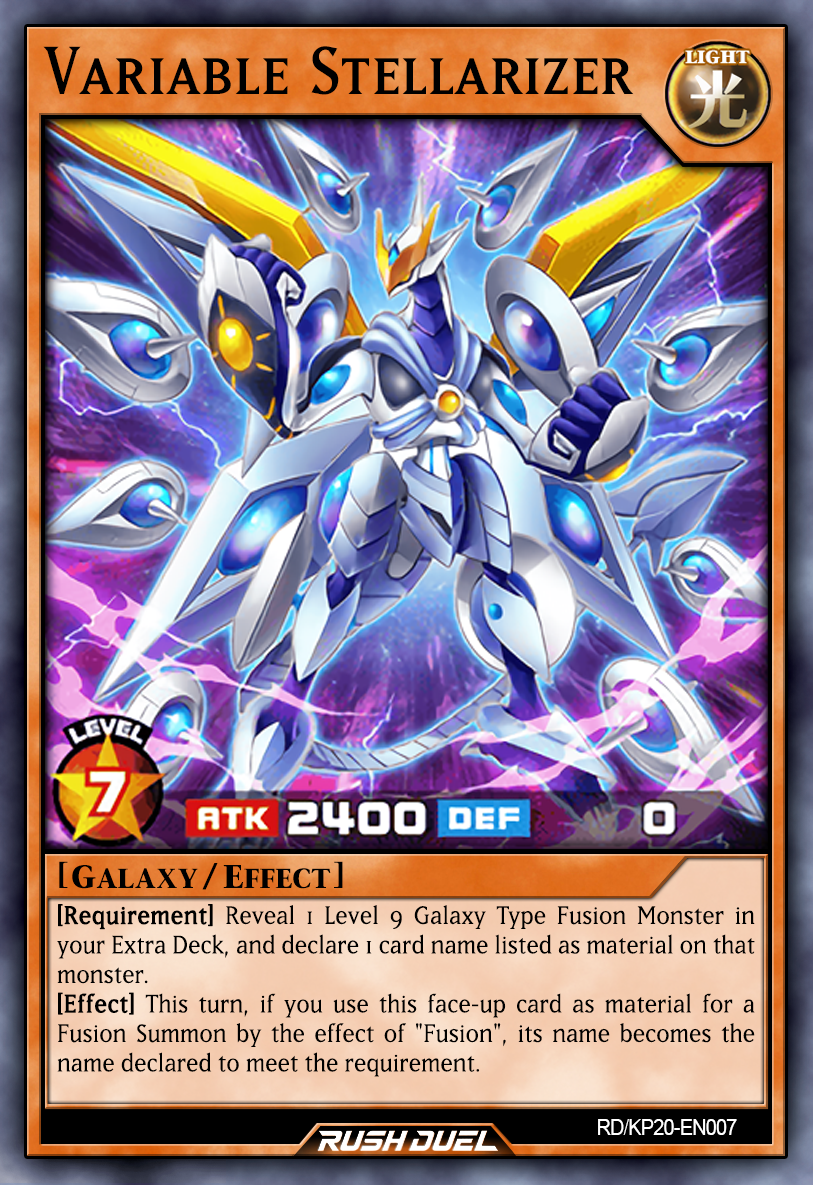 VARIABLE STELLARIZER
LIGHT
光
LEVEL
7
ATK 2400 DEF 0
[GALAXY/EFFECT]
[Requirement] Reveal 1 Level 9 Galaxy Type Fusion Monster in
your Extra Deck, and declare 1 card name listed as material on that
monster.
[Effect] This turn, if you use this face-up card as material for a
Fusion Summon by the effect of "Fusion", its name becomes the
name declared to meet the requirement.
RD/KP20-EN007
RUSH DUEL